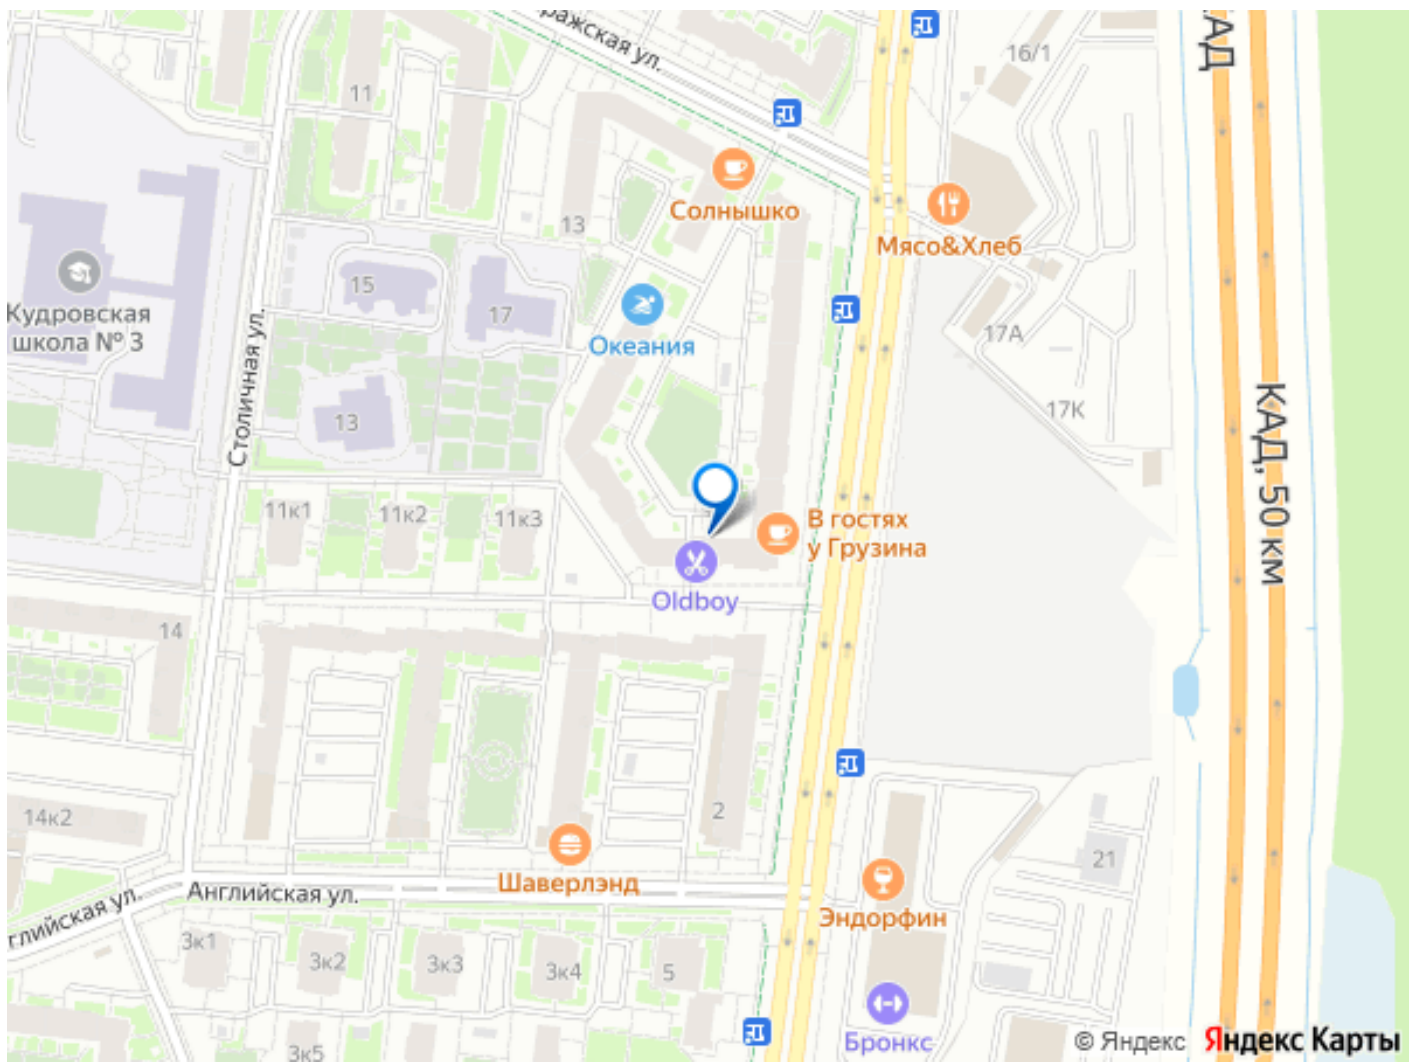 КАД
16/1
ражская ул.
11
Солнышко
13
Мясо&Хлеб
Кудровская
школа № 3
15
17
Океания
17А
17К
КАД, 50 км
Столичная ул.
13
11к1
11к2
11к3
В гостях
у Грузина
Oldboy
14
14к2
2
21
Шаверлэнд
Английская ул.
глийская ул.
Эндорфин
3к1
3к2
3к3
3к4
5
3к5
Бронкс
© Яндекс Яндекс Карты